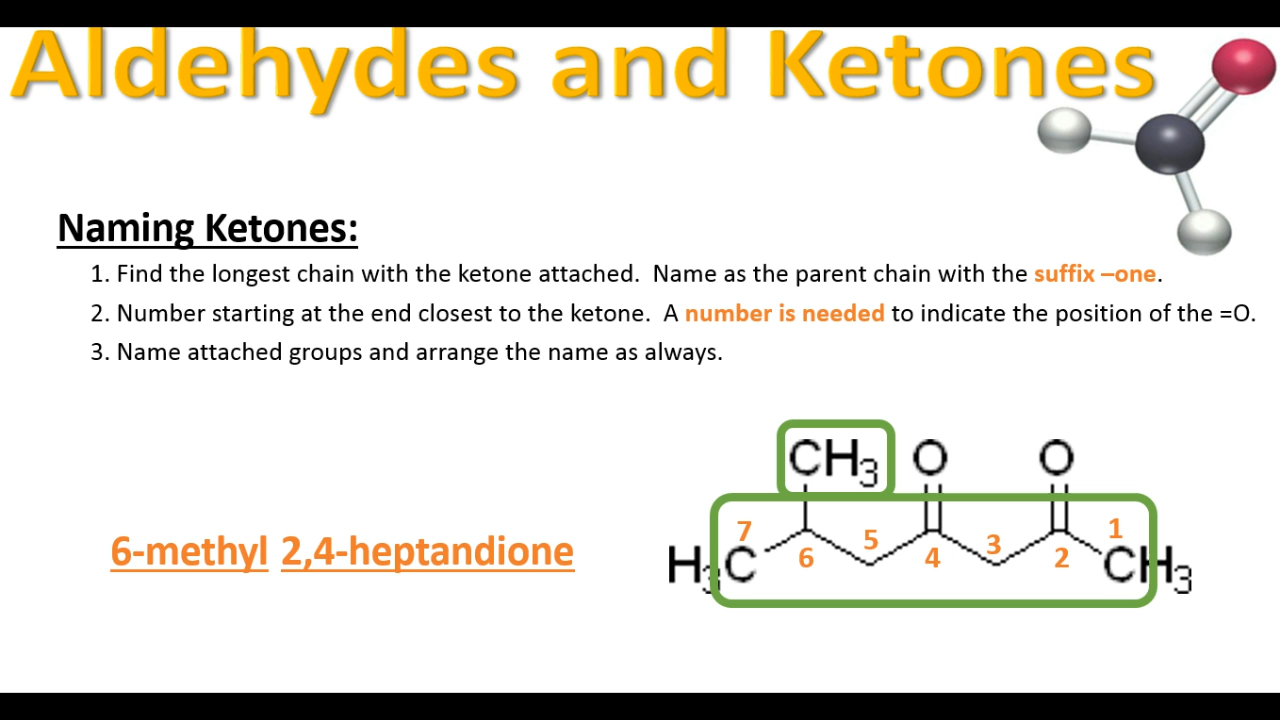 Aldehydes and Ketones
Naming Ketones:
1. Find the longest chain with the ketone attached.  Name as the parent chain with the suffix –one.
2. Number starting at the end closest to the ketone.  A number is needed to indicate the position of the =O.
3. Name attached groups and arrange the name as always.
CH3 O O
7 6 5 4 3 2 1
H3C CH3
6-methyl 2,4-heptandione